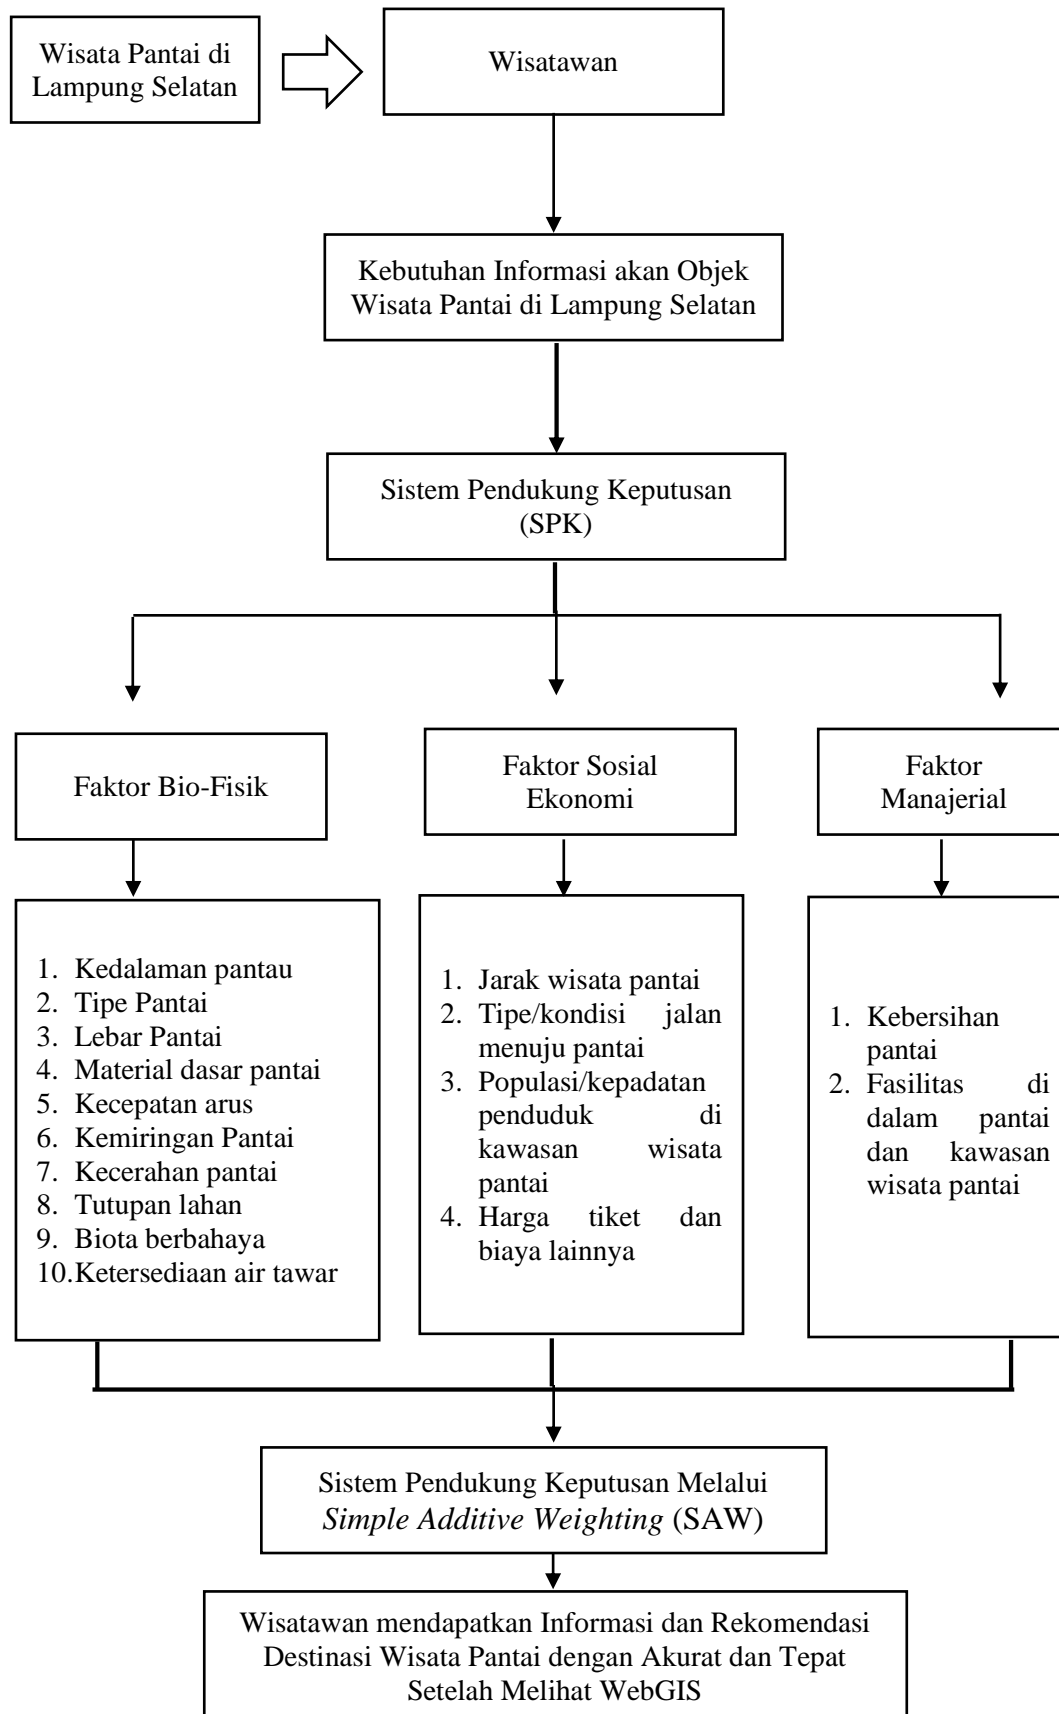 Wisata Pantai di
Lampung Selatan
Wisatawan
Kebutuhan Informasi akan Objek
Wisata Pantai di Lampung Selatan
Sistem Pendukung Keputusan
(SPK)
Faktor Bio-Fisik
Faktor Sosial
Ekonomi
Faktor
Manajerial
1. Kedalaman pantau
2. Tipe Pantai
3. Lebar Pantai
4. Material dasar pantai
5. Kecepatan arus
6. Kemiringan Pantai
7. Kecerahan pantai
8. Tutupan lahan
9. Biota berbahaya
10.Ketersediaan air tawar
1. Jarak wisata pantai
2. Tipe/kondisi jalan
menuju pantai
3. Populasi/kepadatan
penduduk di
kawasan wisata
pantai
4. Harga tiket dan
biaya lainnya
1. Kebersihan
pantai
2. Fasilitas di
dalam pantai
dan kawasan
wisata pantai
Sistem Pendukung Keputusan Melalui
Simple Additive Weighting (SAW)
Wisatawan mendapatkan Informasi dan Rekomendasi
Destinasi Wisata Pantai dengan Akurat dan Tepat
Setelah Melihat WebGIS